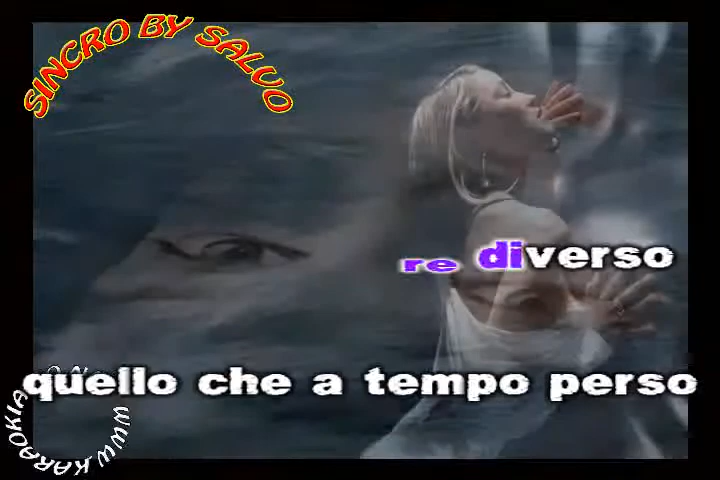 SINCRO BY SALVO
re diverso
quello che a tempo perso
WWW.KARAOKIA